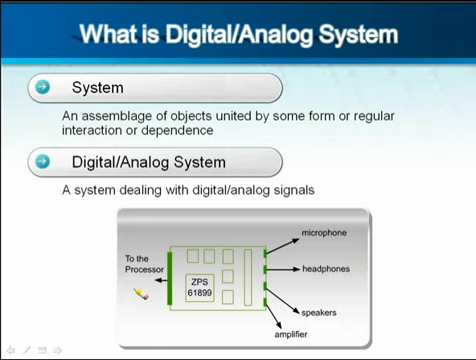 What is Digital/Analog System
System
An assemblage of objects united by some form or regular
interaction or dependence
Digital/Analog System
A system dealing with digital/analog signals
microphone
To the
Processor
headphones
ZPS
61899
speakers
amplifier